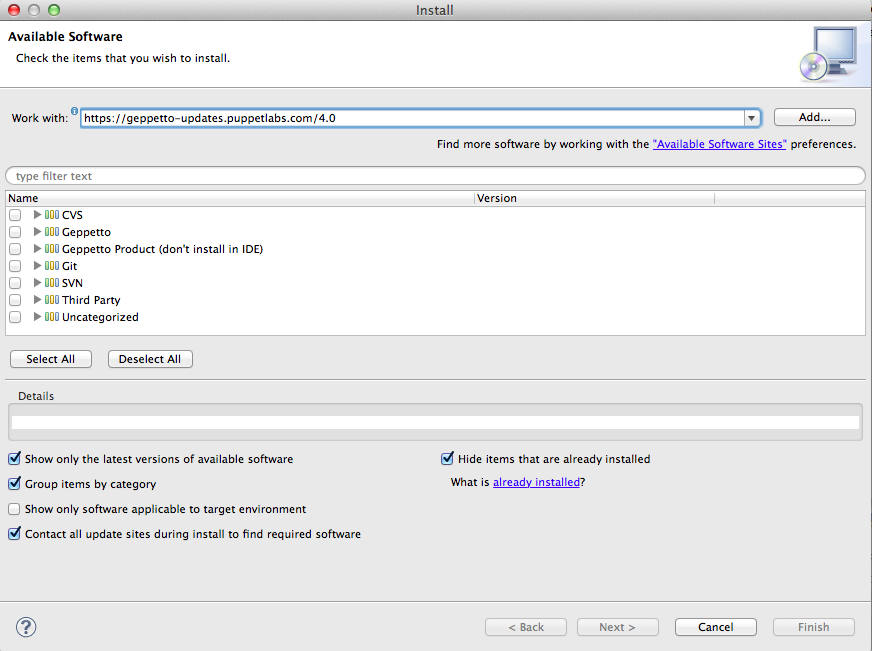 Install
Available Software
Check the items that you wish to install.
Work with: https://geppetto-updates.puppetlabs.com/4.0 Add...
Find more software by working with the "Available Software Sites" preferences.
type filter text
Name Version
CVS
Geppetto
Geppetto Product (don't install in IDE)
Git
SVN
Third Party
Uncategorized
Select All Deselect All
Details
Show only the latest versions of available software Hide items that are already installed
Group items by category What is already installed?
Show only software applicable to target environment
Contact all update sites during install to find required software
? < Back Next > Cancel Finish